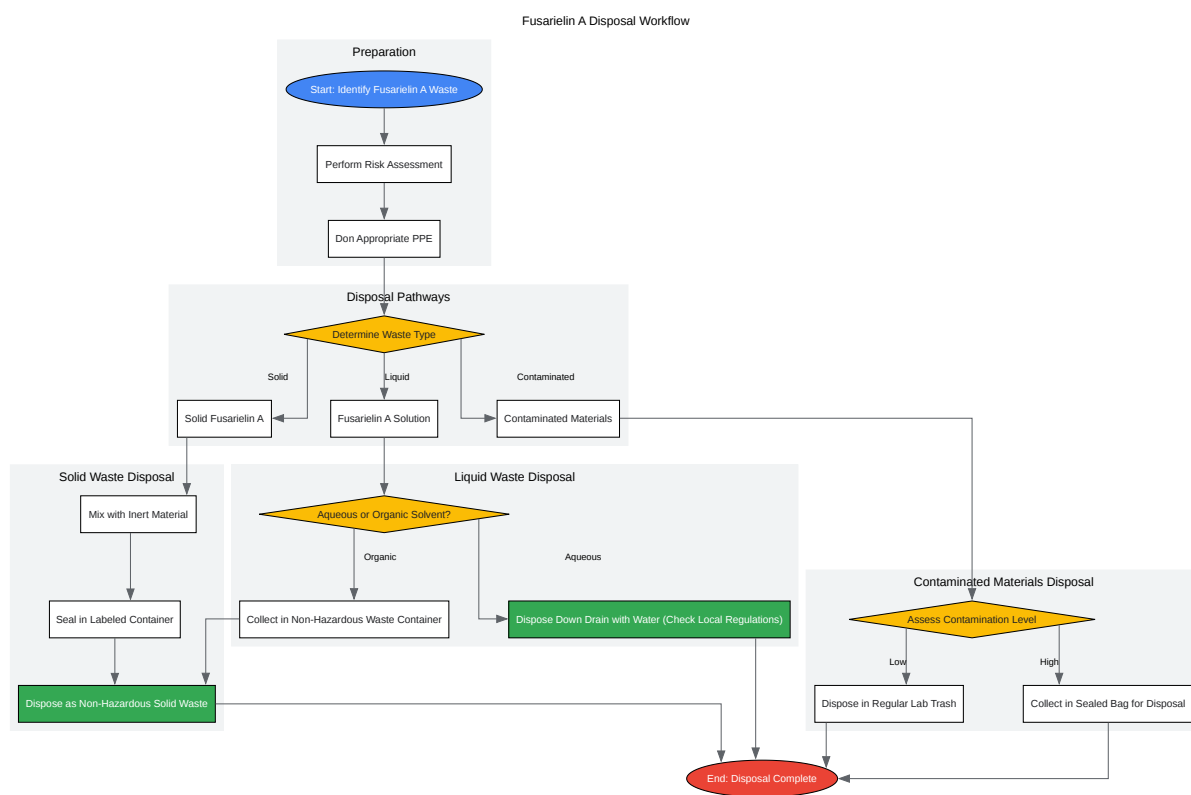 Fusarielin A Disposal Workflow
Preparation
Start: Identify Fusarielin A Waste
Perform Risk Assessment
Don Appropriate PPE
Disposal Pathways
Determine Waste Type
Solid
Liquid
Contaminated
Solid Fusarielin A
Fusarielin A Solution
Contaminated Materials
Solid Waste Disposal
Liquid Waste Disposal
Mix with Inert Material
Aqueous or Organic Solvent?
Organic
Aqueous
Contaminated Materials Disposal
Seal in Labeled Container
Collect in Non-Hazardous Waste Container
Dispose Down Drain with Water (Check Local Regulations)
Assess Contamination Level
Low
High
Dispose as Non-Hazardous Solid Waste
Dispose in Regular Lab Trash
Collect in Sealed Bag for Disposal
End: Disposal Complete